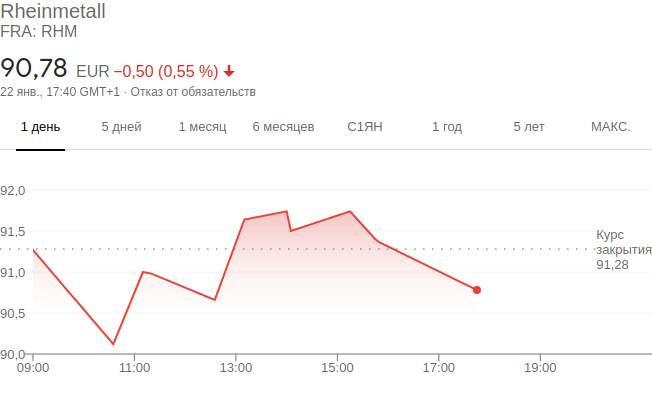 Rheinmetall
FRA: RHM
90,78 EUR −0,50 (0,55 %)
22 янв., 17:40 GMT+1 · Отказ от обязательств
1 день 5 дней 1 месяц 6 месяцев С1ЯН 1 год 5 лет МАКС.
92,0
91,5
Курс
закрытия
91,28
91,0
90,5
90,0
09:00 11:00 13:00 15:00 17:00 19:00